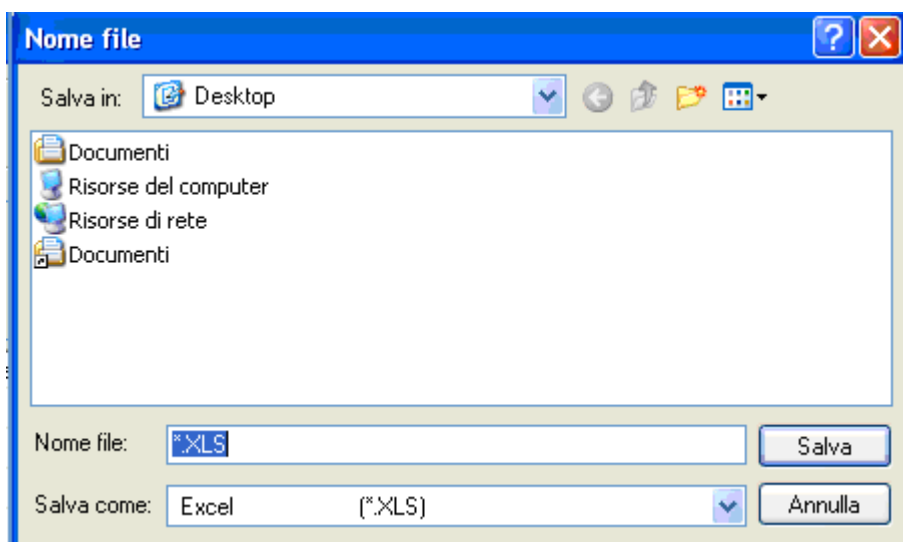 Nome file
Salva in: Desktop
Documenti
Risorse del computer
Risorse di rete
Documenti
Nome file: *.XLS Salva
Salva come: Excel (*.XLS) Annulla